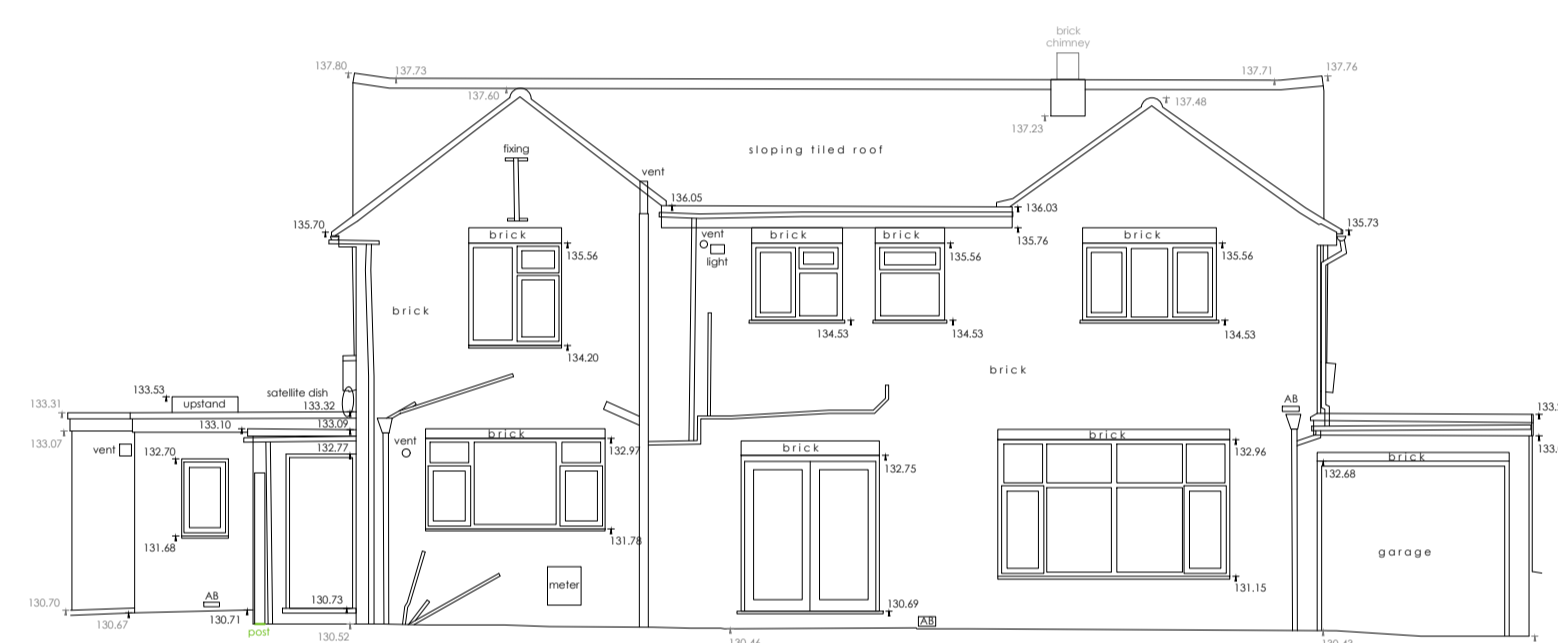 brick
chimney
137.80
137.73
137.71
137.76
137.60
137.48
137.23
sloping tiled roof
fixing
vent
136.05
136.03
135.70
135.73
135.76
brick
vent
light
brick
brick
brick
135.56
135.56
135.56
brick
134.53
134.53
134.53
134.20
brick
133.53
upstand
satellite dish
133.31
133.32
133.10
133.09
133.07
AB
vent
132.70
132.77
vent
brick
132.97
brick
132.75
brick
132.96
brick
132.68
131.68
131.78
garage
meter
131.15
130.70
AB
130.71
130.73
130.69
AB
130.67
post
130.52